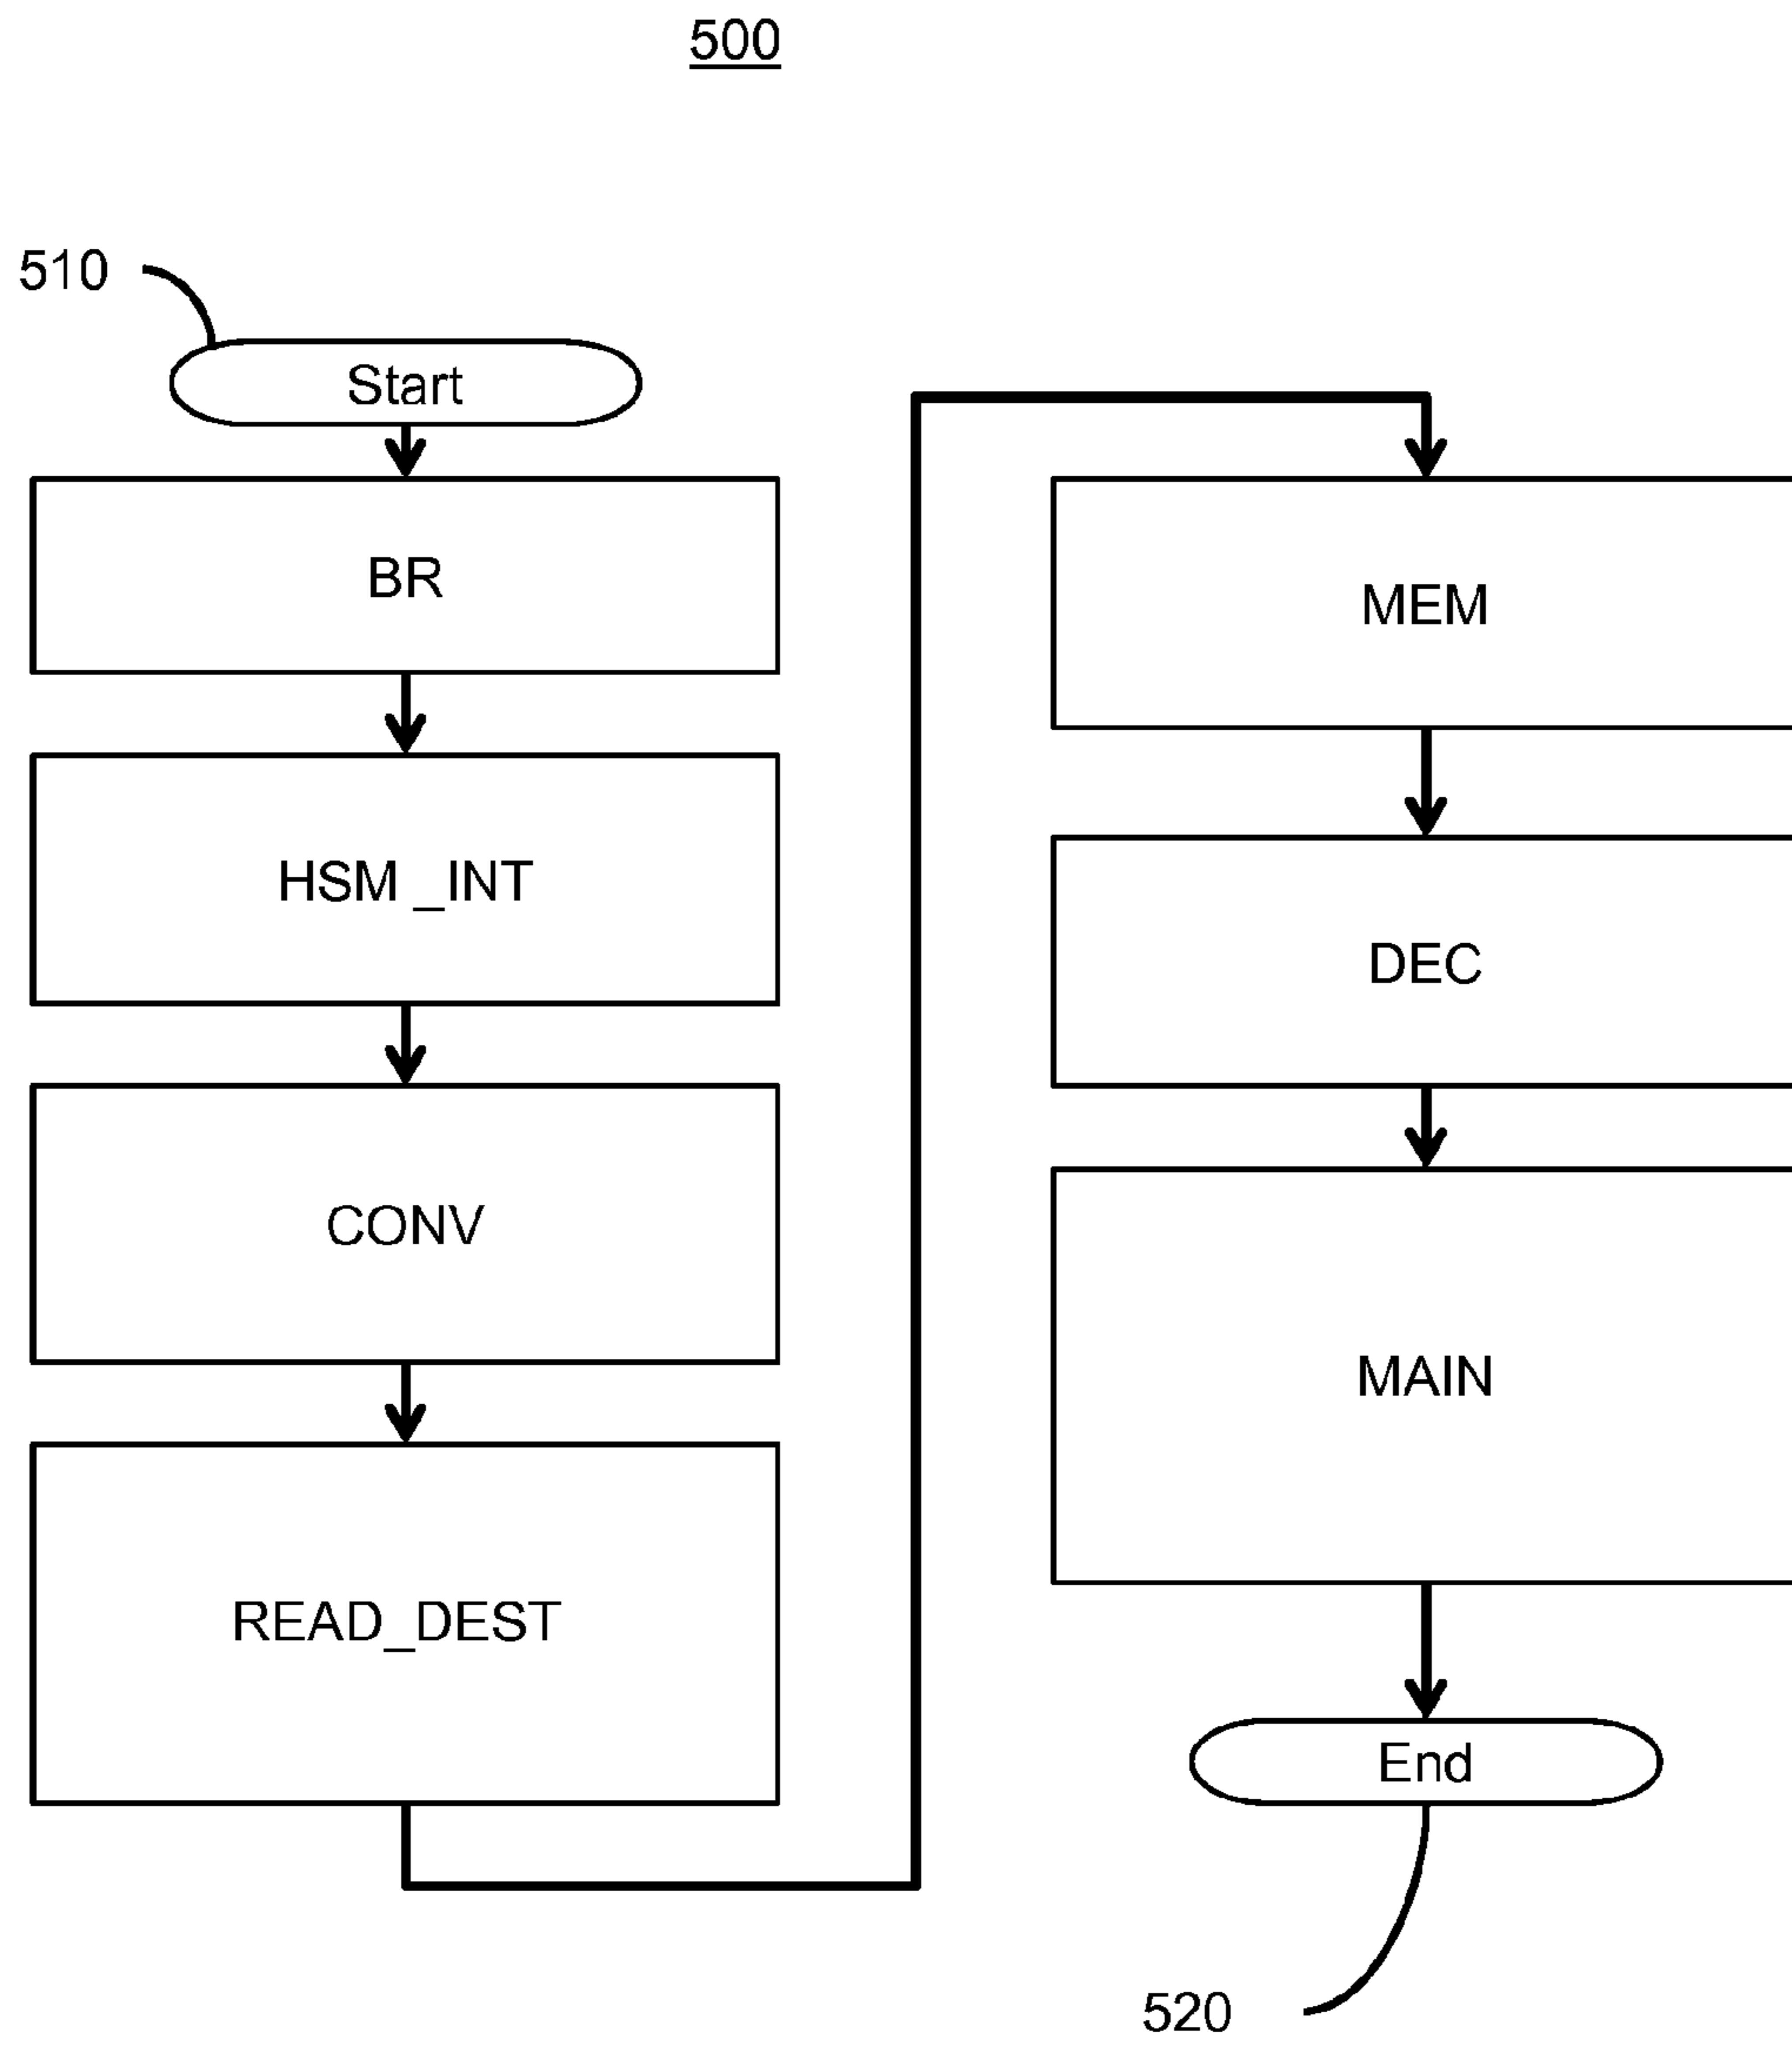 500
510
Start
BR
HSM _INT
CONV
READ_DEST
MEM
DEC
MAIN
End
520